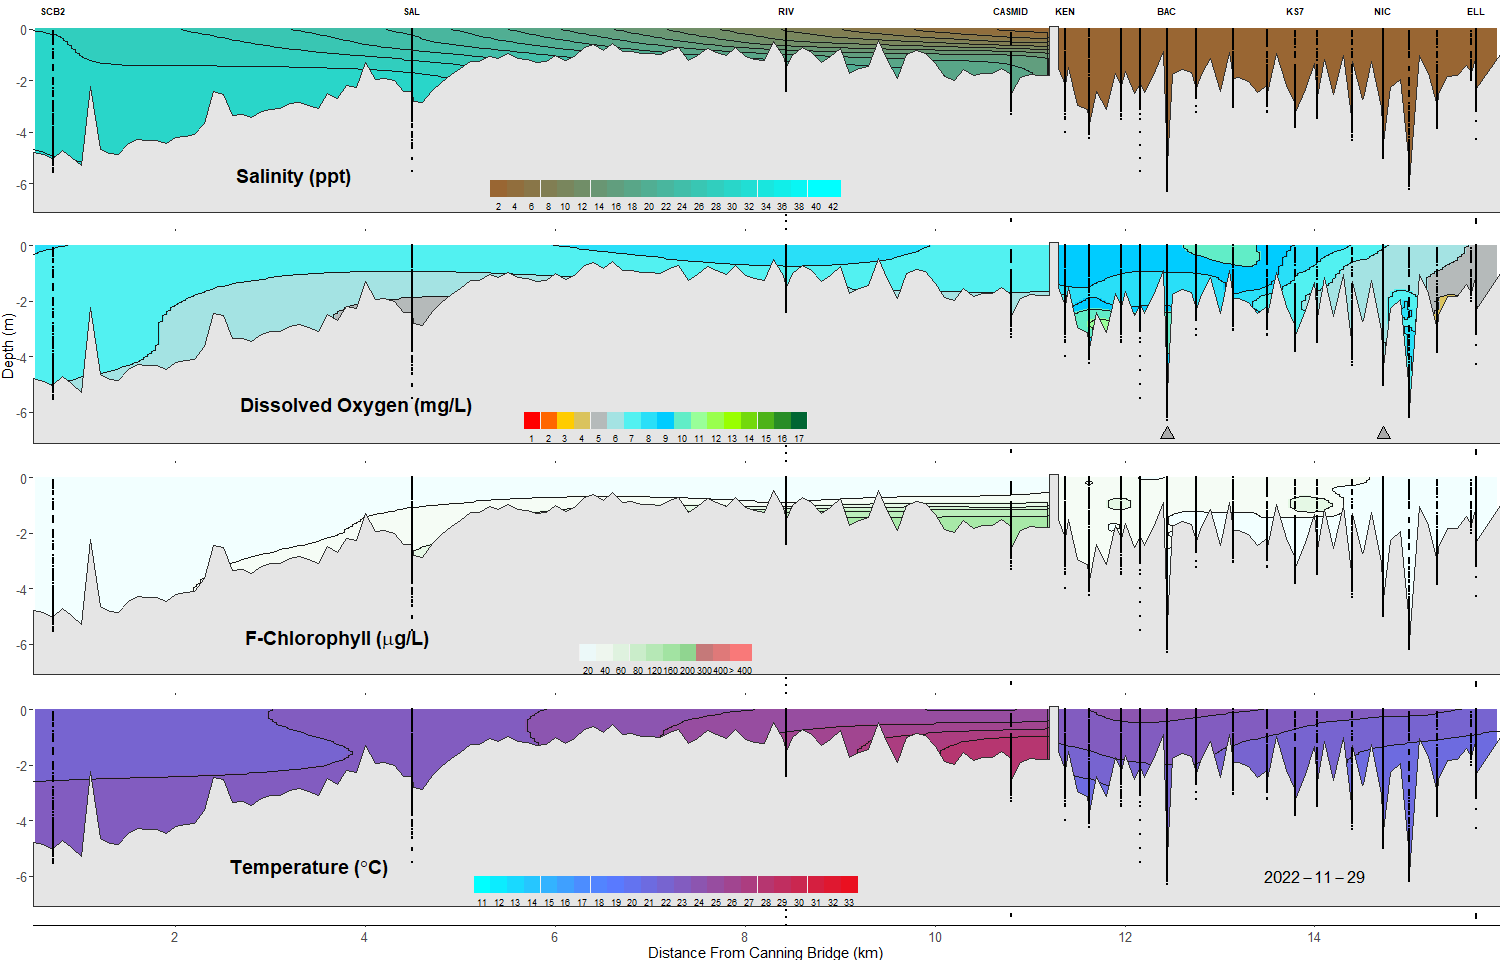 SCB2 SAL RIV CASMID KEN BAC KS7 NIC ELL
0
-2
-4
-6
Salinity (ppt)
2 4 6 8 10 12 14 16 18 20 22 24 26 28 30 32 34 36 38 40 42
0
-2
-4
-6
Depth (m)
Dissolved Oxygen (mg/L)
1 2 3 4 5 6 7 8 9 10 11 12 13 14 15 16 17
0
-2
-4
-6
F-Chlorophyll (μg/L)
20 40 60 80 120 160 200 300 400 > 400
0
-2
-4
-6
Temperature (°C)
2022-11-29
11 12 13 14 15 16 17 18 19 20 21 22 23 24 25 26 27 28 29 30 31 32 33
2 4 6 8 10 12 14
Distance From Canning Bridge (km)